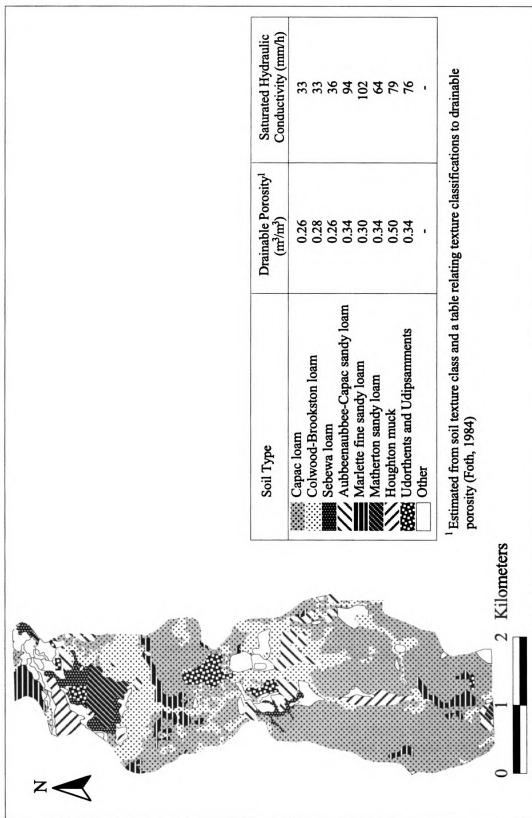 N
Soil Type Drainable Porosity¹ Saturated Hydraulic
(m³/m³) Conductivity (mm/h)
Capac loam 0.26 33
Colwood-Brookston loam 0.28 33
Sebewa loam 0.26 36
Aubbeenaubbee-Capac sandy loam 0.34 94
Marlette fine sandy loam 0.30 102
Matherton sandy loam 0.34 64
Houghton muck 0.50 79
Udorthents and Udipsamments 0.34 76
Other - -
¹ Estimated from soil texture class and a table relating texture classifications to drainable
porosity (Foth, 1984)
0 1 2 Kilometers